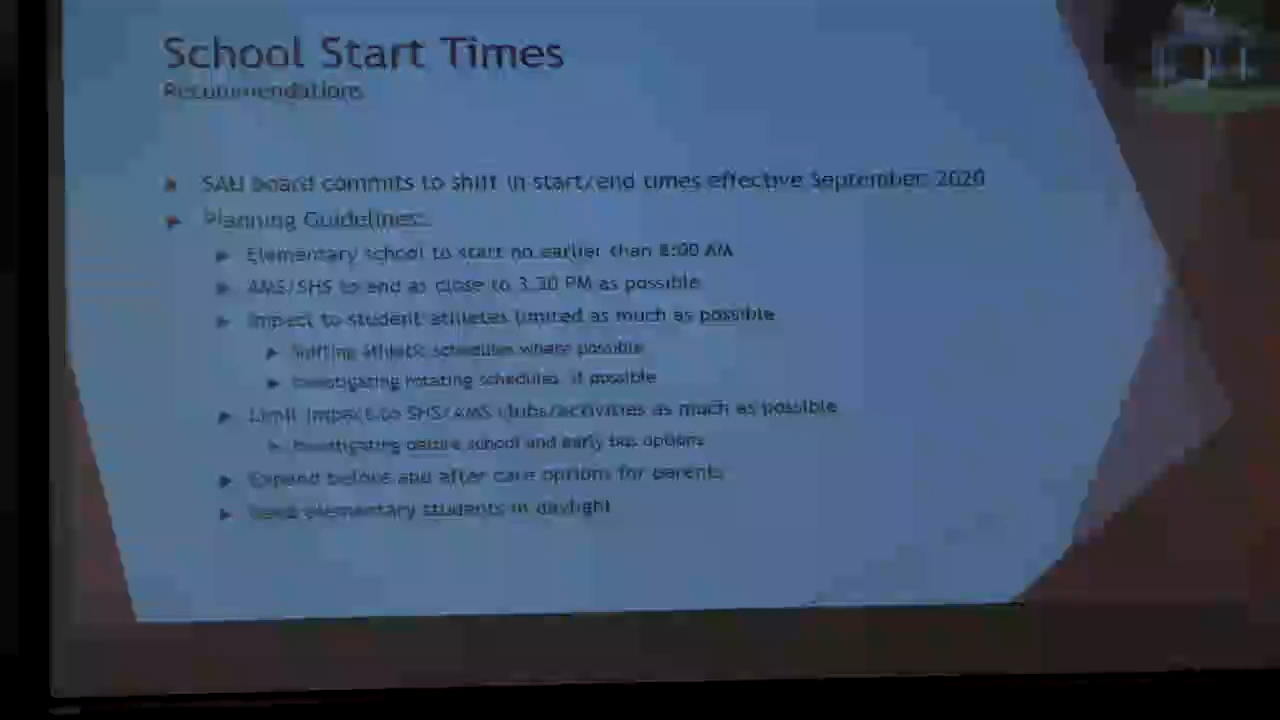 School Start Times
Recommendations
SAU board commits to shift in start/end times effective September 2020
Planning Guidelines:
Elementary school to start no earlier than 8:00 AM
AMS/SHS to end as close to 3:30 PM as possible
Impact to student athletes limited as much as possible
Shifting athletic schedules where possible
Investigating rotating schedules, if possible
Limit impact to SHS/AMS clubs/activities as much as possible
Investigating before school and early bus options
Expand before and after care options for parents
elementary students in daylight